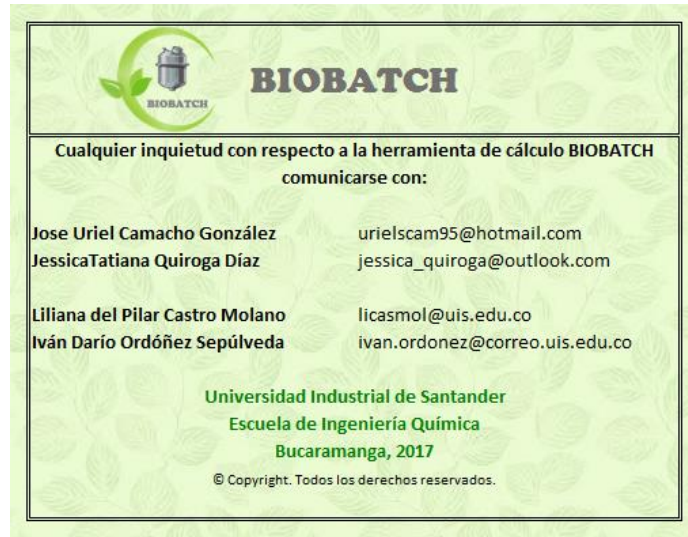 BIOBATCH
BIOBATCH
Cualquier inquietud con respecto a la herramienta de cálculo BIOBATCH
comunicarse con:
Jose Uriel Camacho González urielscam95@hotmail.com
JessicaTatiana Quiroga Díaz jessica_quiroga@outlook.com
Liliana del Pilar Castro Molano licasmol@uis.edu.co
Iván Darío Ordóñez Sepúlveda ivan.ordonez@correo.uis.edu.co
Universidad Industrial de Santander
Escuela de Ingeniería Química
Bucaramanga, 2017
© Copyright. Todos los derechos reservados.